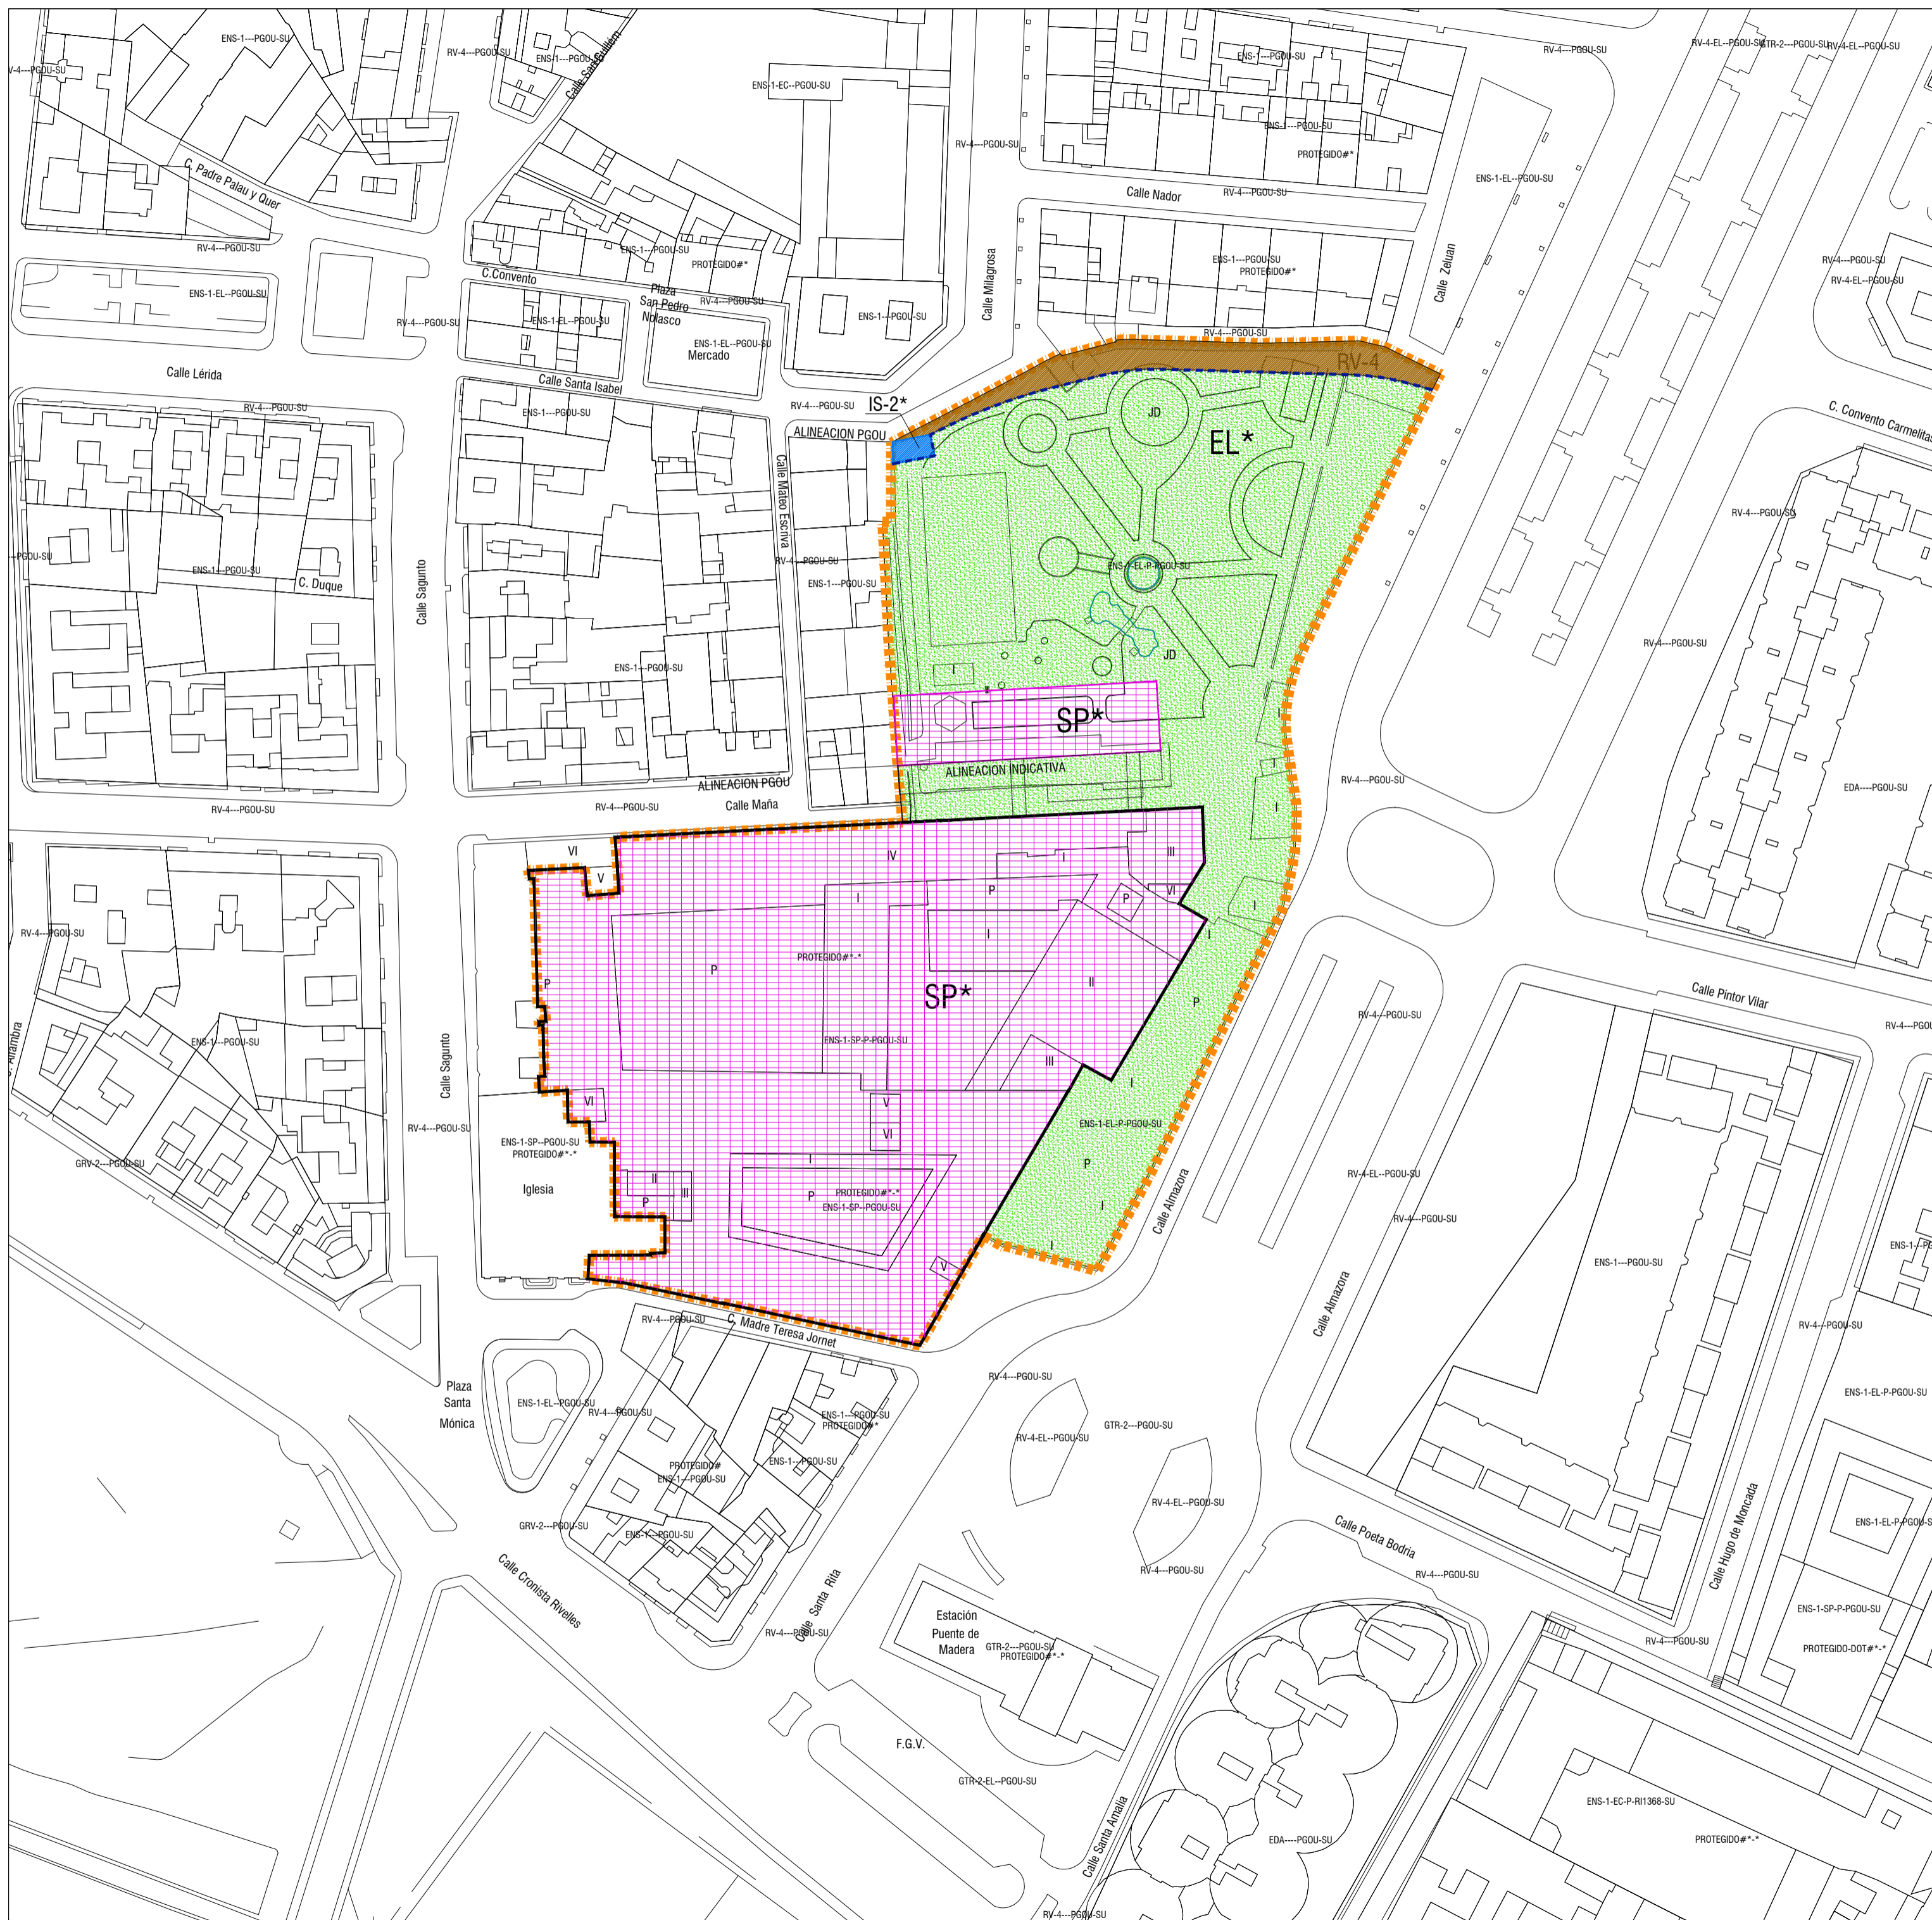 ENS-1---PGOU-SU
RV-4---PGOU-SU
ENS-1---PGOU-SU
ENS-1-EC--PGOU-SU
ENS-1---PGOU-SU
RV-4---PGOU-SU
GTR-2---PGOU-SU
RV-4-EL--PGOU-SU
RV-4---PGOU-SU
ENS-1---PGOU-SU
PROTEGIDO#*
ENS-1-EL--PGOU-SU
C. Padre Palau y Quer
Calle Nador
RV-4---PGOU-SU
RV-4---PGOU-SU
ENS-1---PGOU-SU
PROTEGIDO#*
ENS-1---PGOU-SU
PROTEGIDO#*
Calle Milagrosa
Calle Zeluan
RV-4---PGOU-SU
RV-4-EL--PGOU-SU
C.Convento
Plaza
San Pedro
Nolasco
RV-4---PGOU-SU
ENS-1-EL--PGOU-SU
RV-4---PGOU-SU
ENS-1-EL--PGOU-SU
ENS-1---PGOU-SU
ENS-1-EL--PGOU-SU
Mercado
RV-4---PGOU-SU
RV-4
Calle Lérida
Calle Santa Isabel
RV-4---PGOU-SU
ENS-1---PGOU-SU
RV-4---PGOU-SU
IS-2*
ALINEACION PGOU
JD
EL*
C. Convento Carmelitas
Calle Mateo Escriva
RV-4---PGOU-SU
ENS-1---PGOU-SU
C. Duque
Calle Sagunto
RV-4---PGOU-SU
ENS-1---PGOU-SU
ENS-1-EL-P-PGOU-SU
ENS-1---PGOU-SU
JD
I
RV-4---PGOU-SU
SP*
I
ALINEACION INDICATIVA
I
ALINEACION PGOU
Calle Maña
RV-4---PGOU-SU
RV-4---PGOU-SU
RV-4---PGOU-SU
EDA----PGOU-SU
I
VI
V
IV
I
III
VI
I
P
P
I
I
I
RV-4---PGOU-SU
P
P
PROTEGIDO#*-*
SP*
II
P
Calle Pintor Vilar
RV-4---PGOU-SU
ENS-1---PGOU-SU
ENS-1-SP-P-PGOU-SU
III
I
Calle Sagunto
RV-4---PGOU-SU
VI
V
VI
ENS-1-EL-P-PGOU-SU
ENS-1-SP--PGOU-SU
PROTEGIDO#*-*
Iglesia
GRV-2---PGOU-SU
I
II
P
III
P
PROTEGIDO#*-*
ENS-1-SP--PGOU-SU
P
I
I
V
Calle Almazora
RV-4-EL--PGOU-SU
RV-4---PGOU-SU
ENS-1---PGOU-SU
Calle Almazora
RV-4---PGOU-SU
C. Madre Teresa Jornet
RV-4---PGOU-SU
RV-4---PGOU-SU
Plaza
Santa
Mónica
ENS-1-EL--PGOU-SU
RV-4---PGOU-SU
ENS-1---PGOU-SU
PROTEGIDO#*
PROTEGIDO#
ENS-1---PGOU-SU
ENS-1---PGOU-SU
RV-4-EL--PGOU-SU
GTR-2---PGOU-SU
ENS-1-EL-P-PGOU-SU
RV-4-EL--PGOU-SU
GRV-2---PGOU-SU
ENS-1---PGOU-SU
Calle Poeta Bodria
Calle Hugo de Moncada
Calle Cronista Rivelles
Calle Santa Rita
RV-4---PGOU-SU
RV-4---PGOU-SU
RV-4---PGOU-SU
Estación
Puente de
Madera
GTR-2---PGOU-SU
PROTEGIDO#*-*
RV-4---PGOU-SU
ENS-1-SP-P-PGOU-SU
PROTEGIDO-DOT#*-*
F.G.V.
GTR-2-EL--PGOU-SU
Calle Santa Amalia
EDA----PGOU-SU
ENS-1-EC-P-RI1368-SU
PROTEGIDO#*-*
RV-4---PGOU-SU